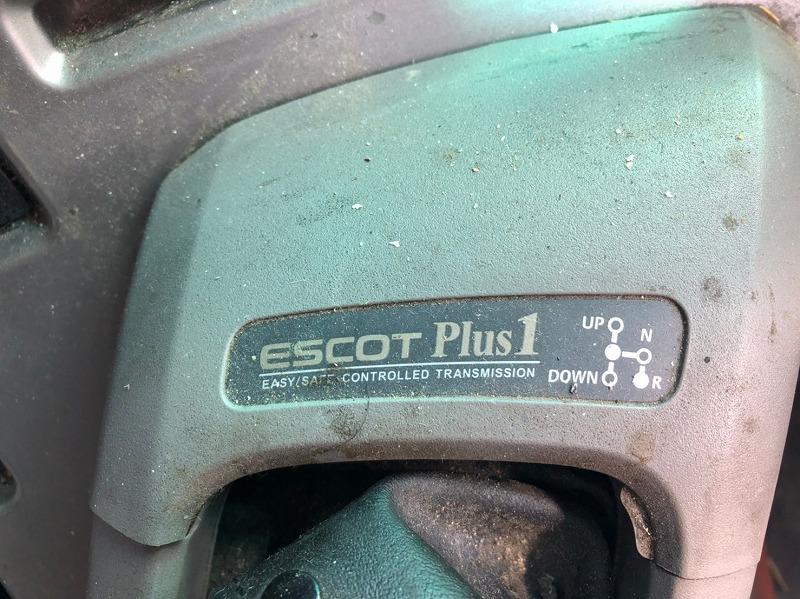 ESCOT Plus1
EASY/SAFE CONTROLLED TRANSMISSION
UP
N
DOWN
R